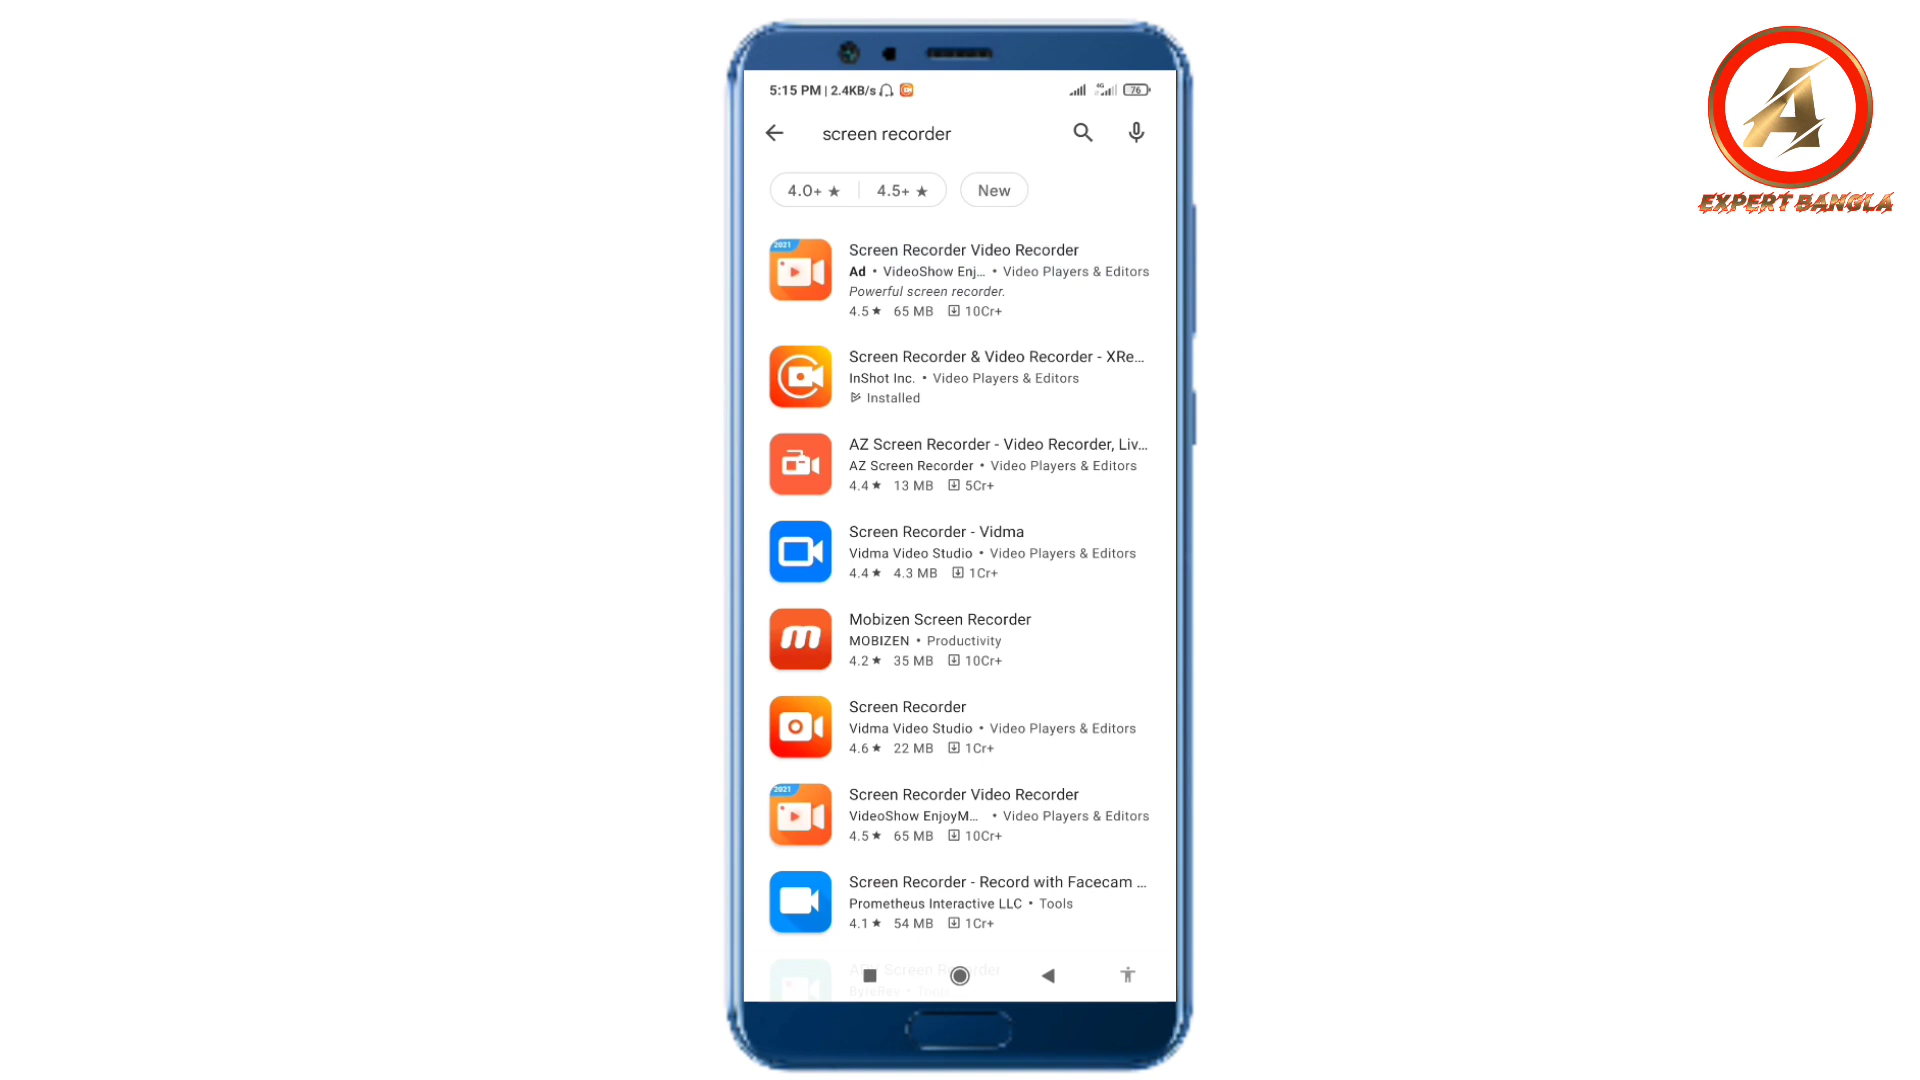 5:15 PM | 2.4KB/s 4G 76
screen recorder
4.0+ ★ 4.5+ ★ New
2021
Screen Recorder Video Recorder
Ad • VideoShow Enj... • Video Players & Editors
Powerful screen recorder.
4.5 ★ 65 MB 10Cr+
Screen Recorder & Video Recorder - XRe...
InShot Inc. • Video Players & Editors
Installed
AZ Screen Recorder - Video Recorder, Liv...
AZ Screen Recorder • Video Players & Editors
4.4 ★ 13 MB 5Cr+
Screen Recorder - Vidma
Vidma Video Studio • Video Players & Editors
4.4 ★ 4.3 MB 1Cr+
m
Mobizen Screen Recorder
MOBIZEN • Productivity
4.2 ★ 35 MB 10Cr+
Screen Recorder
Vidma Video Studio • Video Players & Editors
4.6 ★ 22 MB 1Cr+
2021
Screen Recorder Video Recorder
VideoShow EnjoyM... • Video Players & Editors
4.5 ★ 65 MB 10Cr+
Screen Recorder - Record with Facecam ...
Prometheus Interactive LLC • Tools
4.1 ★ 54 MB 1Cr+
Screen Recorder
Tools
A
EXPERT BANGLA